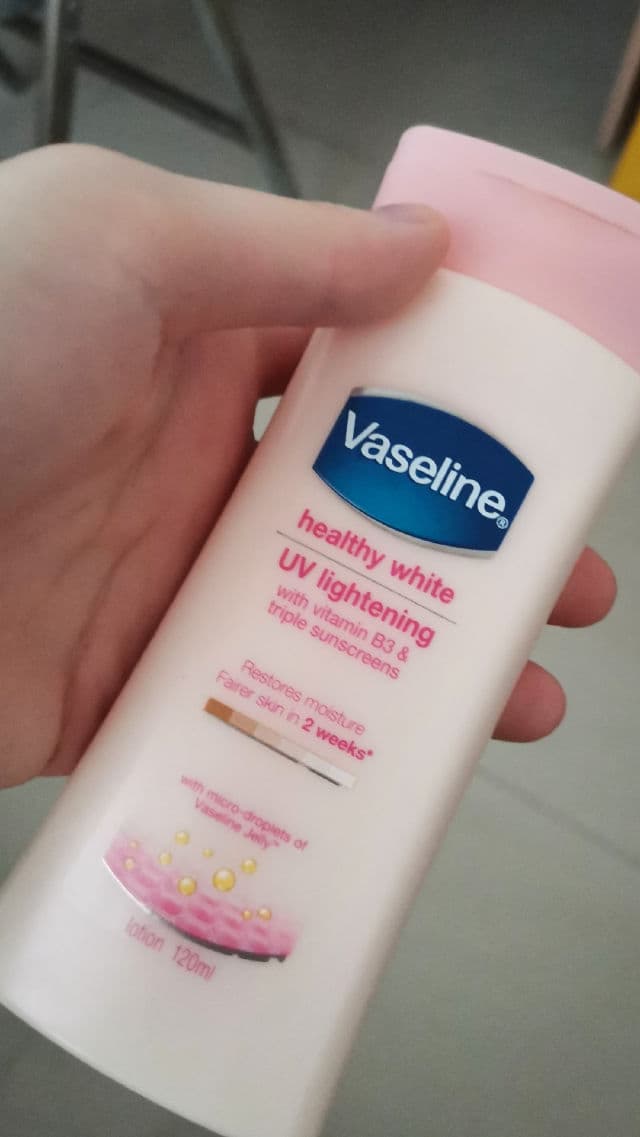 Vaseline®
healthy white
UV lightening
with vitamin B3 &
triple sunscreens
Restores moisture
Fairer skin in 2 weeks*
with micro-droplets of
Vaseline Jelly™
lotion 120ml